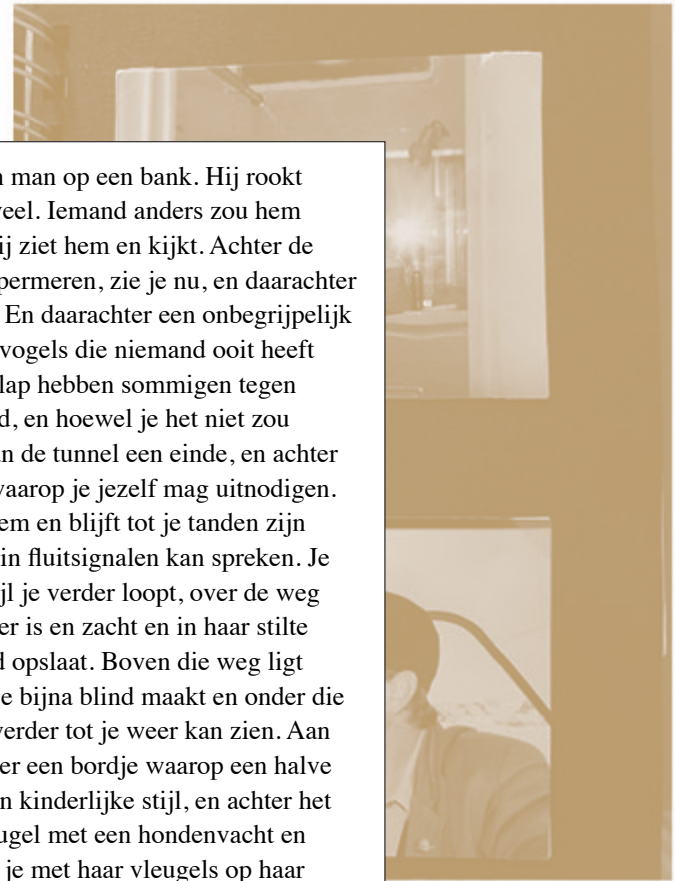 man op een bank. Hij rookt
veel. Iemand anders zou hem
ij ziet hem en kijkt. Achter de
permeren, zie je nu, en daarachter
En daarachter een onbegrijpelijk
vogels die niemand ooit heeft
lap hebben sommigen tegen
d, en hoewel je het niet zou
n de tunnel een einde, en achter
waarop je jezelf mag uitnodigen.
em en blijft tot je tanden zijn
in fluitsignalen kan spreken. Je
jl je verder loopt, over de weg
er is en zacht en in haar stilte
d opslaat. Boven die weg ligt
e bijna blind maakt en onder die
verder tot je weer kan zien. Aan
er een bordje waarop een halve
n kinderlijke stijl, en achter het
eugel met een hondenvacht en
je met haar vleugels op haar